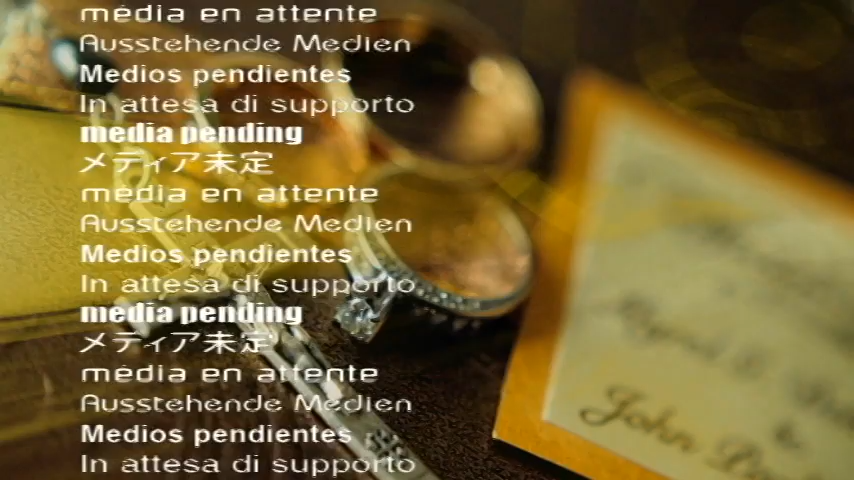 média en attente
Ausstehende Medien
Medios pendientes
In attesa di supporto
media pending
メディア未定
média en attente
Ausstehende Medien
Medios pendientes
In attesa di supporto
media pending
メディア未定
média en attente
Ausstehende Medien
Medios pendientes
In attesa di supporto
John